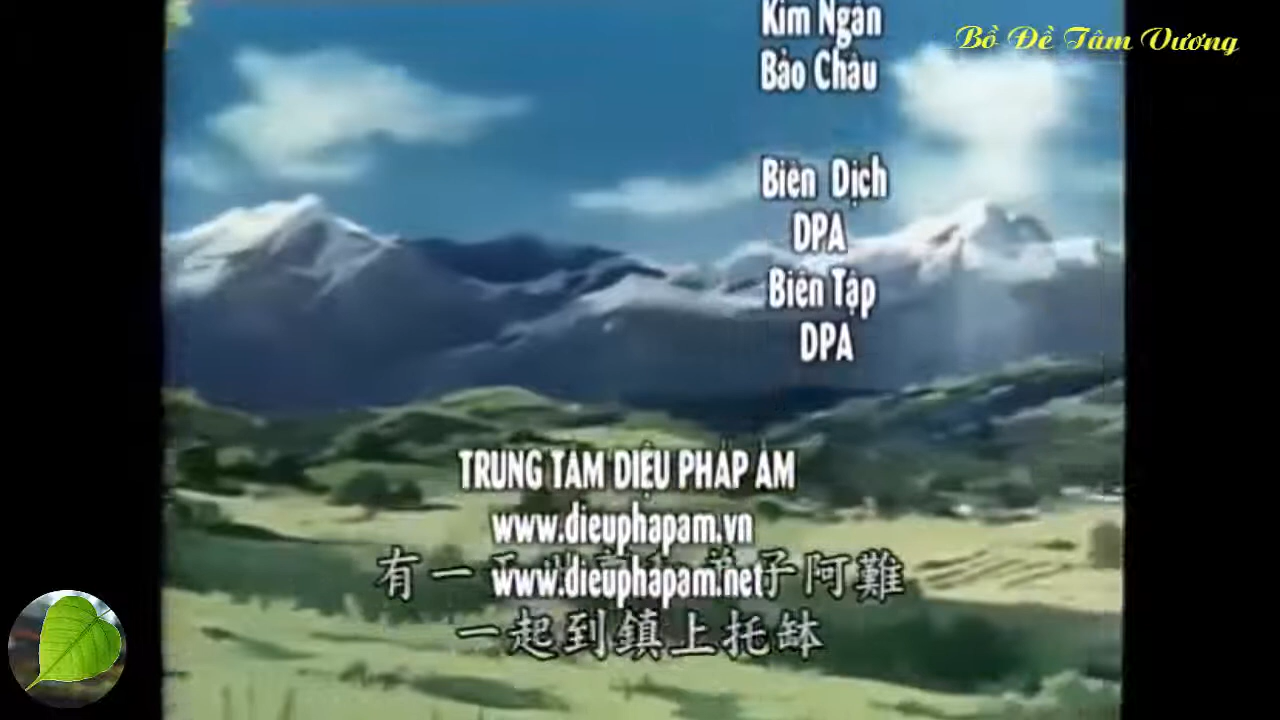 Kim Ngân
Bảo Châu
Bồ Đề Tâm Vương
Biên Dịch
DPA
Biên Tập
DPA
TRUNG TÂM DIỆU PHÁP ÂM
www.dieuphapam.vn
www.dieuphapam.net
有一 子阿難
一起到鎮上托缽